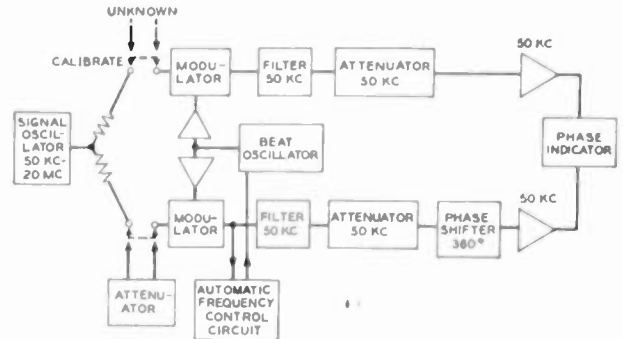 UNKNOWN
CALIBRATE
MODU-
LATOR
FILTER
50 KC
ATTENUATOR
50 KC
50 KC
SIGNAL
OSCIL-
LATOR
50 KC-
20 MC
BEAT
OSCILLATOR
PHASE
INDICATOR
MODU-
LATOR
FILTER
50 KC
ATTENUATOR
50 KC
PHASE
SHIFTER
360°
50 KC
ATTENU-
ATOR
AUTOMATIC
FREQUENCY
CONTROL
CIRCUIT